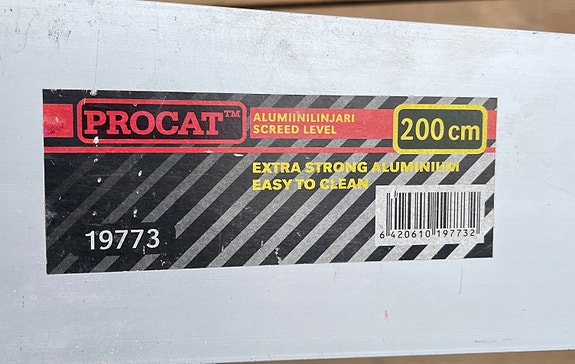 PROCAT™
ALUMIINILINJARI
SCREED LEVEL
200 cm
EXTRA STRONG ALUMINIUM
EASY TO CLEAN
19773
6 420610 197732